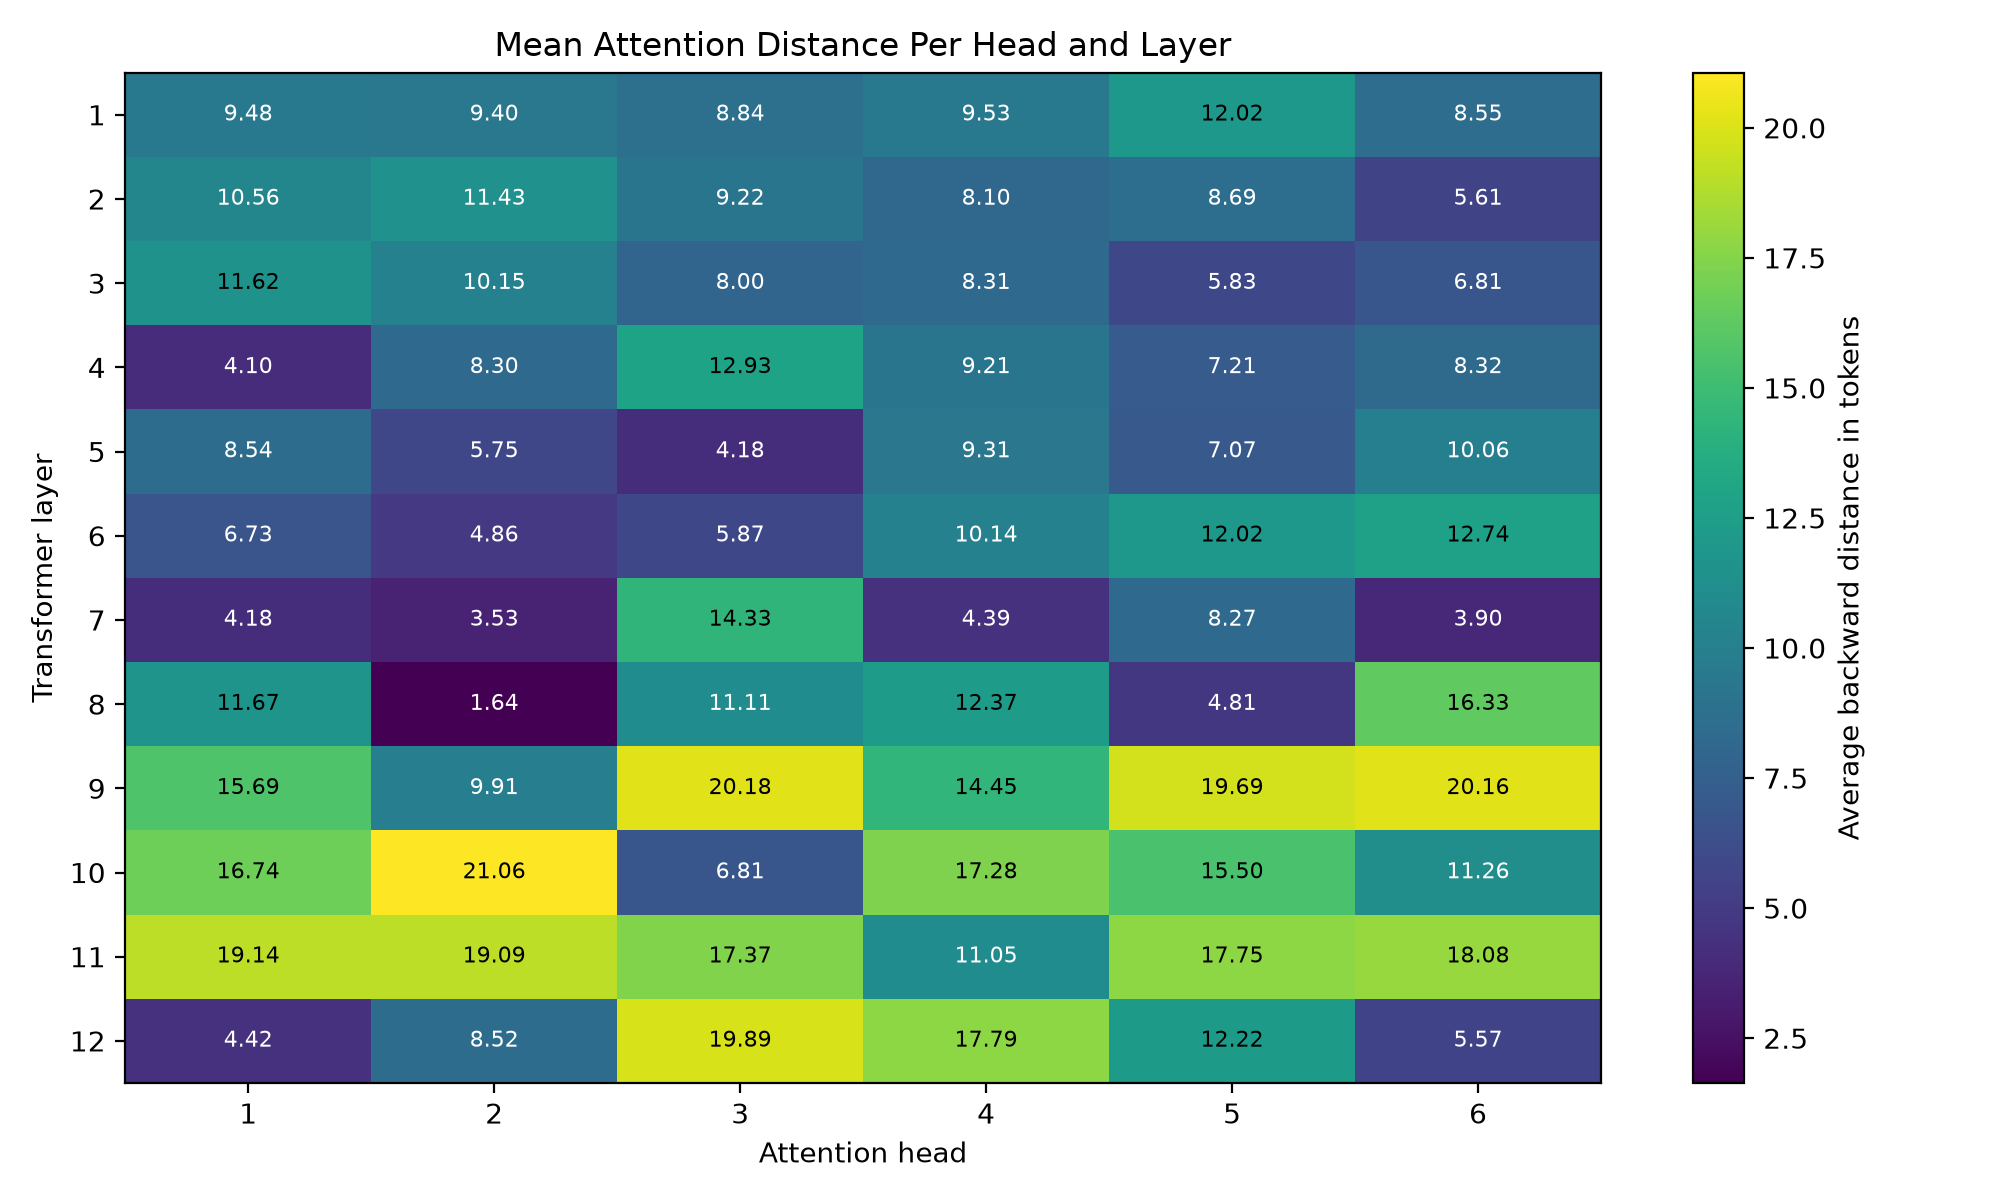 Mean Attention Distance Per Head and Layer
1 9.48 9.40 8.84 9.53 12.02 8.55
2 10.56 11.43 9.22 8.10 8.69 5.61
3 11.62 10.15 8.00 8.31 5.83 6.81
4 4.10 8.30 12.93 9.21 7.21 8.32
5 8.54 5.75 4.18 9.31 7.07 10.06
6 6.73 4.86 5.87 10.14 12.02 12.74
7 4.18 3.53 14.33 4.39 8.27 3.90
8 11.67 1.64 11.11 12.37 4.81 16.33
9 15.69 9.91 20.18 14.45 19.69 20.16
10 16.74 21.06 6.81 17.28 15.50 11.26
11 19.14 19.09 17.37 11.05 17.75 18.08
12 4.42 8.52 19.89 17.79 12.22 5.57
1 2 3 4 5 6
Attention head
Transformer layer
20.0
17.5
15.0
12.5
10.0
7.5
5.0
2.5
Average backward distance in tokens